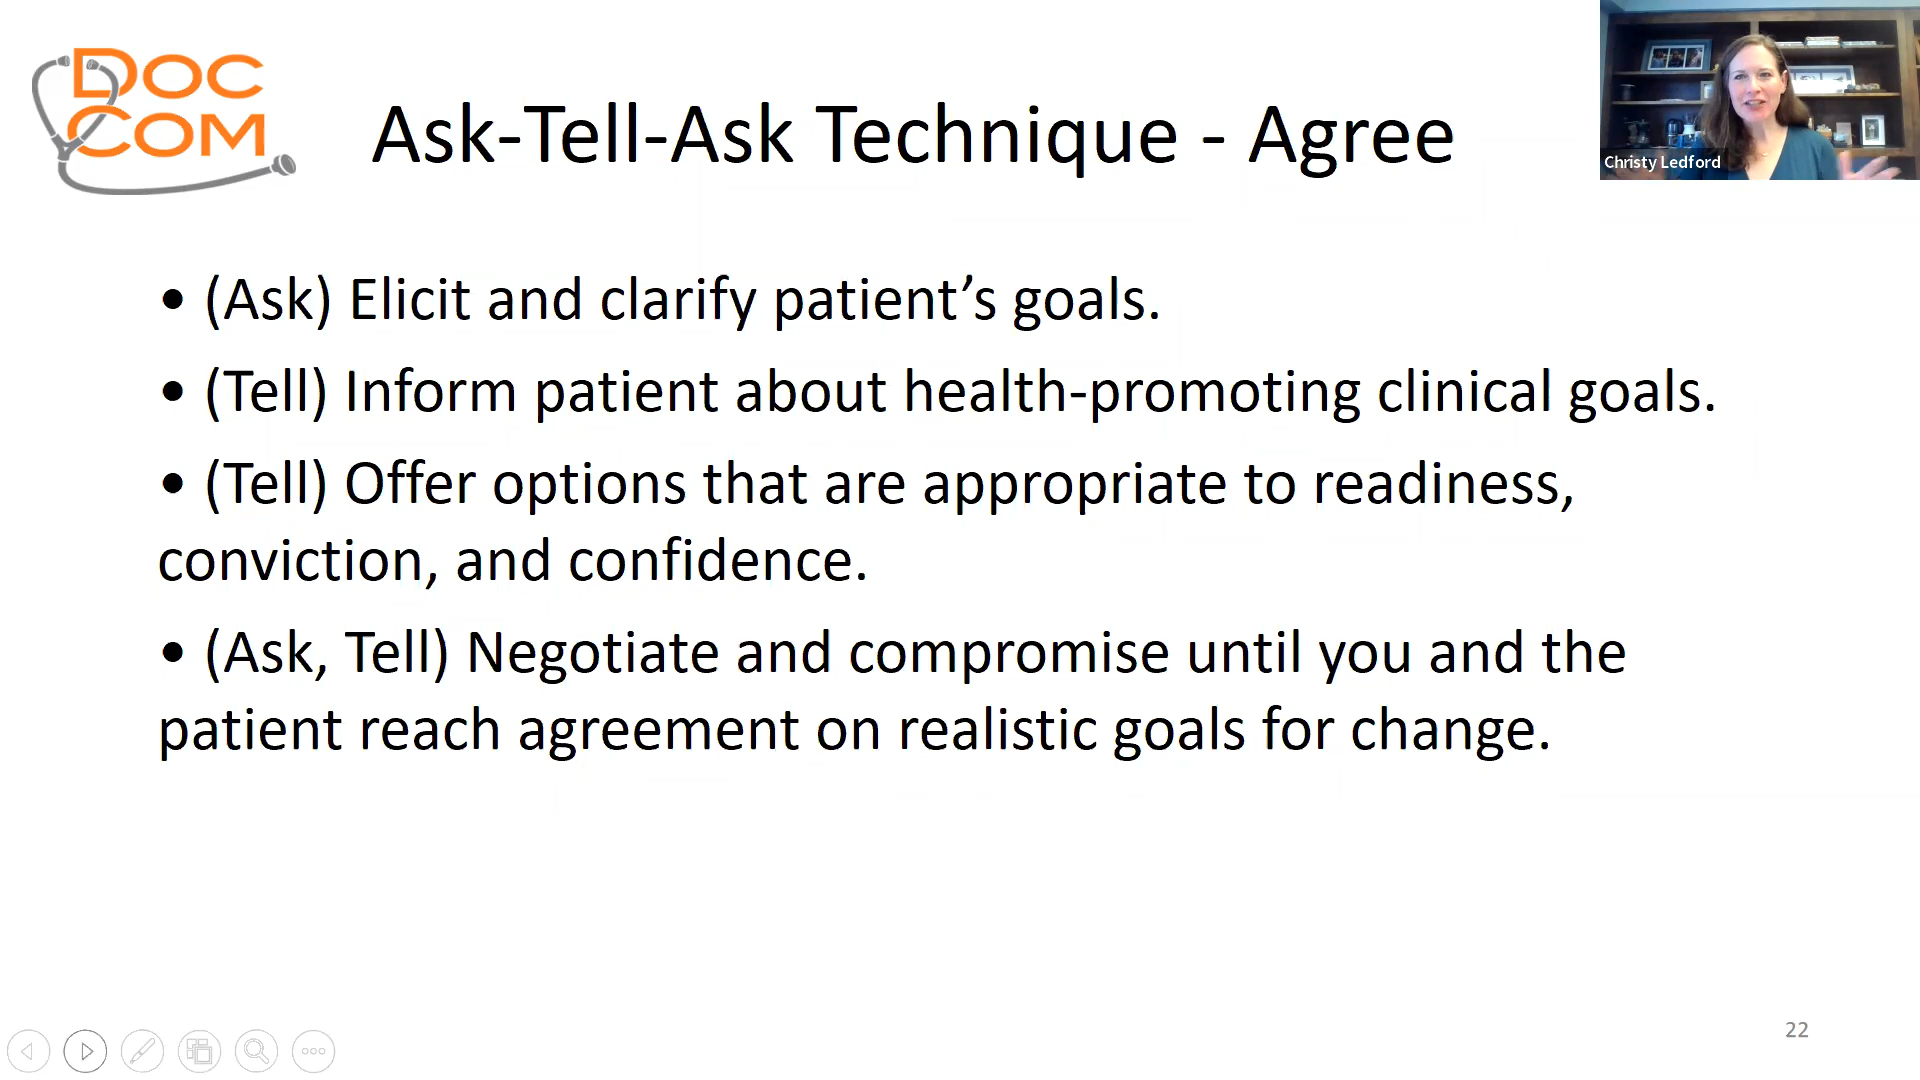 DOC
COM
Ask-Tell-Ask Technique - Agree
Christy Ledford
• (Ask) Elicit and clarify patient’s goals.
• (Tell) Inform patient about health-promoting clinical goals.
• (Tell) Offer options that are appropriate to readiness,
conviction, and confidence.
• (Ask, Tell) Negotiate and compromise until you and the
patient reach agreement on realistic goals for change.
22